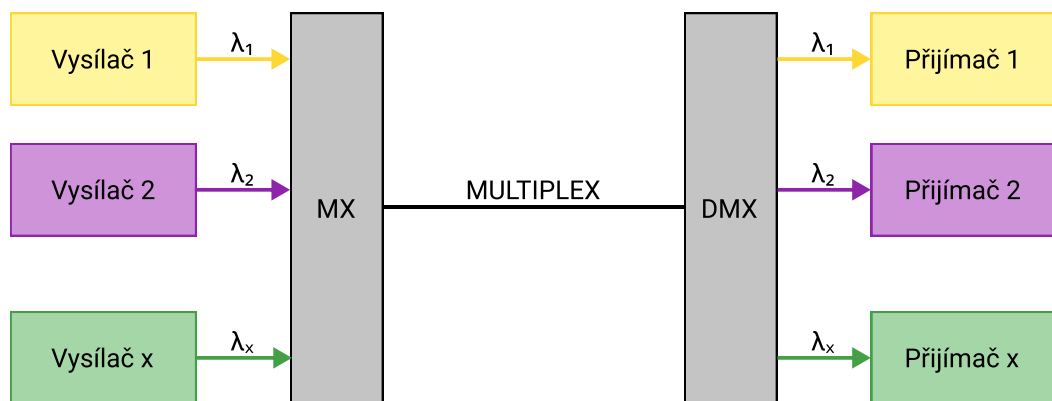 Vysílač 1
λ₁
λ₁
Přijímač 1
Vysílač 2
λ₂
MX
MULTIPLEX
DMX
λ₂
Přijímač 2
Vysílač x
λₓ
λₓ
Přijímač x